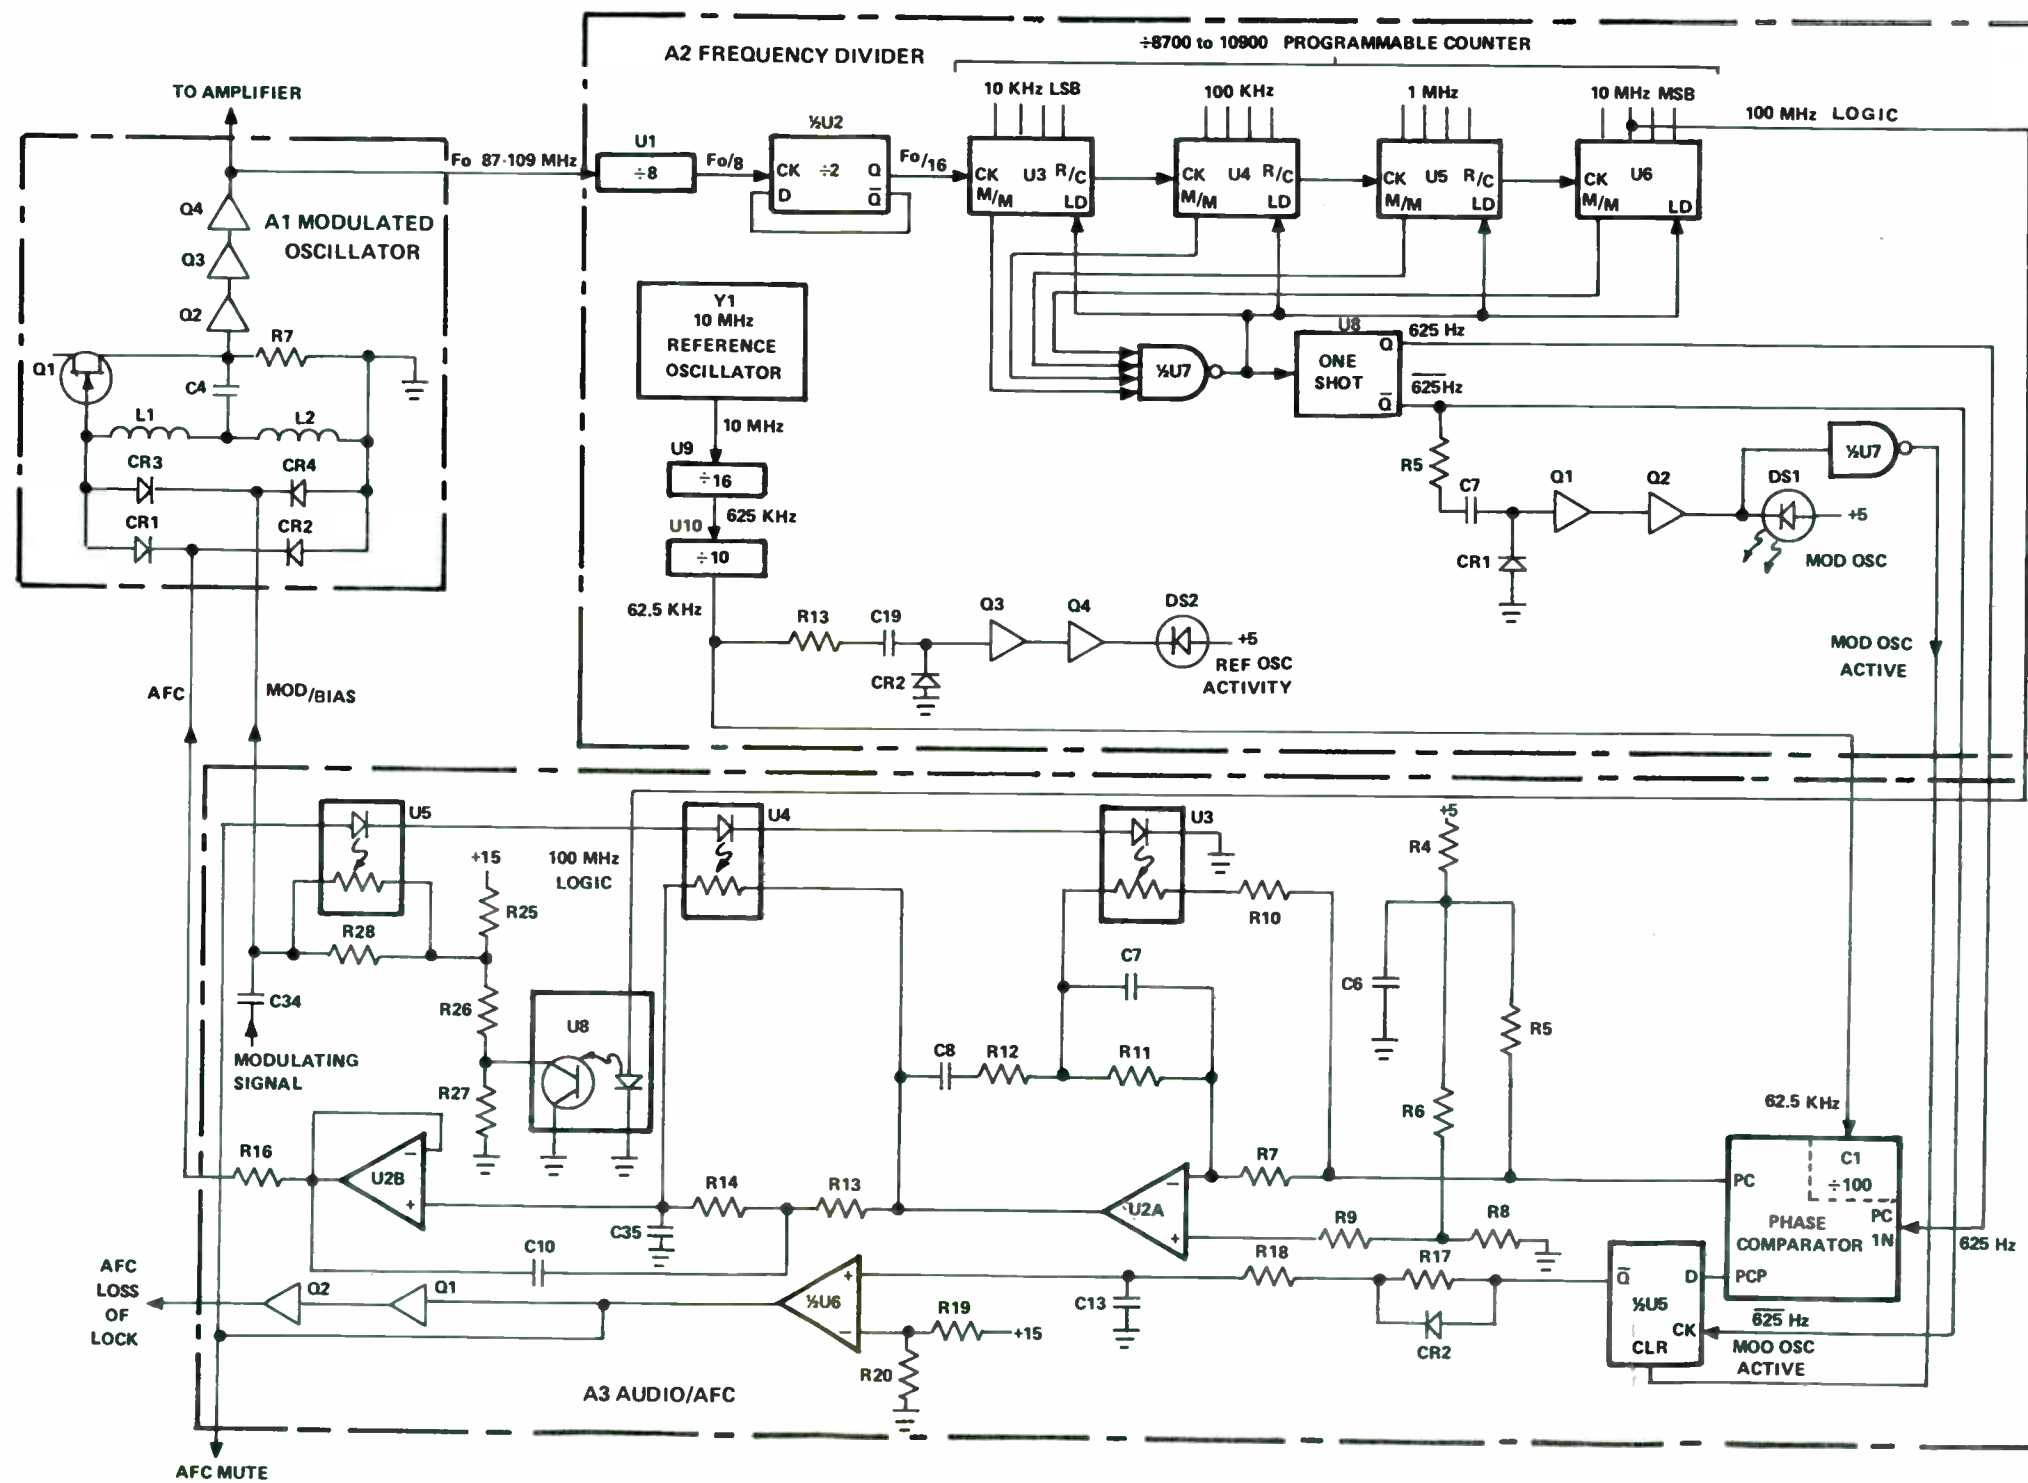 ÷8700 to 10900 PROGRAMMABLE COUNTER
A2 FREQUENCY DIVIDER
10 KHz LSB
100 KHz
1 MHz
10 MHz MSB
100 MHz LOGIC
TO AMPLIFIER
Fo 87-109 MHz
U1
÷8
Fo/8
½U2
CK
÷2
Q
D
Q̅
Fo/16
CK
U3
R/C
M/M
LD
CK
U4
R/C
M/M
LD
CK
U5
R/C
M/M
LD
CK
U6
M/M
LD
Q4
A1 MODULATED
OSCILLATOR
Q3
Q2
R7
Q1
C4
L1
L2
CR3
CR4
CR1
CR2
Y1
10 MHz
REFERENCE
OSCILLATOR
10 MHz
U9
÷16
625 KHz
U10
÷10
62.5 KHz
½U7
U8
625 Hz
ONE
SHOT
Q
Q̅
6̅2̅5̅ Hz
R5
C7
Q1
Q2
½U7
DS1
+5
CR1
MOD OSC
R13
C19
Q3
Q4
DS2
+5
CR2
REF OSC
ACTIVITY
MOD OSC
ACTIVE
AFC
MOD/BIAS
U5
U4
U3
+5
R4
+15
100 MHz
LOGIC
R25
R10
R28
C7
C6
C34
R26
U8
R5
MODULATING
SIGNAL
C8
R12
R11
R27
R6
62.5 KHz
R16
U2B
−
+
R14
R13
U2A
−
+
R7
PC
C1
÷100
PC
1N
PHASE
COMPARATOR
PCP
625 Hz
R9
R8
C35
C10
R18
R17
CR2
Q̅
D
½U5
CK
CLR
6̅2̅5̅ Hz
MOD OSC
ACTIVE
AFC
LOSS
OF
LOCK
Q2
Q1
½U6
+
−
C13
R19
+15
R20
A3 AUDIO/AFC
AFC MUTE